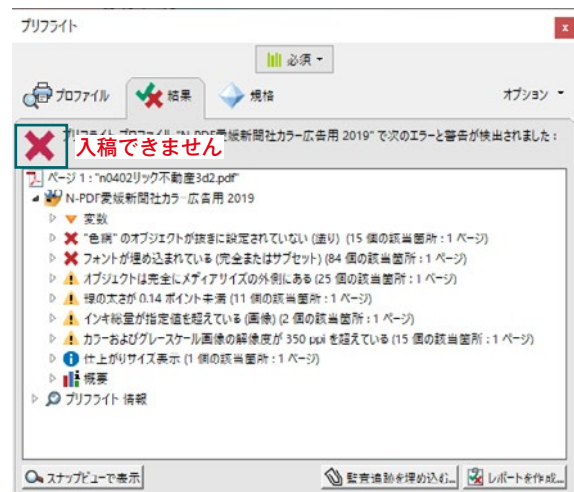 プリフライト
x
必須
プロファイル
結果
規格
オプション
プリフライト プロファイル "N-PDF愛媛新聞社カラー広告用 2019" で次のエラーと警告が検出されました:
入稿できません
ページ 1 : "n0402リック不動産3d2.pdf"
N-PDF愛媛新聞社カラー広告用 2019
変数
"色網" のオブジェクトが抜きに設定されていない (塗り) (15 個の該当箇所 : 1 ページ)
フォントが埋め込まれている (完全またはサブセット) (84 個の該当箇所 : 1 ページ)
オブジェクトは完全にメディアサイズの外側にある (25 個の該当箇所 : 1 ページ)
線の太さが 0.14 ポイント未満 (11 個の該当箇所 : 1 ページ)
インキ総量が指定値を超えている (画像) (2 個の該当箇所 : 1 ページ)
カラーおよびグレースケール画像の解像度が 350 ppi を超えている (15 個の該当箇所 : 1 ページ)
仕上がりサイズ表示 (1 個の該当箇所 : 1 ページ)
概要
プリフライト 情報
スナップビューで表示
監査追跡を埋め込む...
レポートを作成...